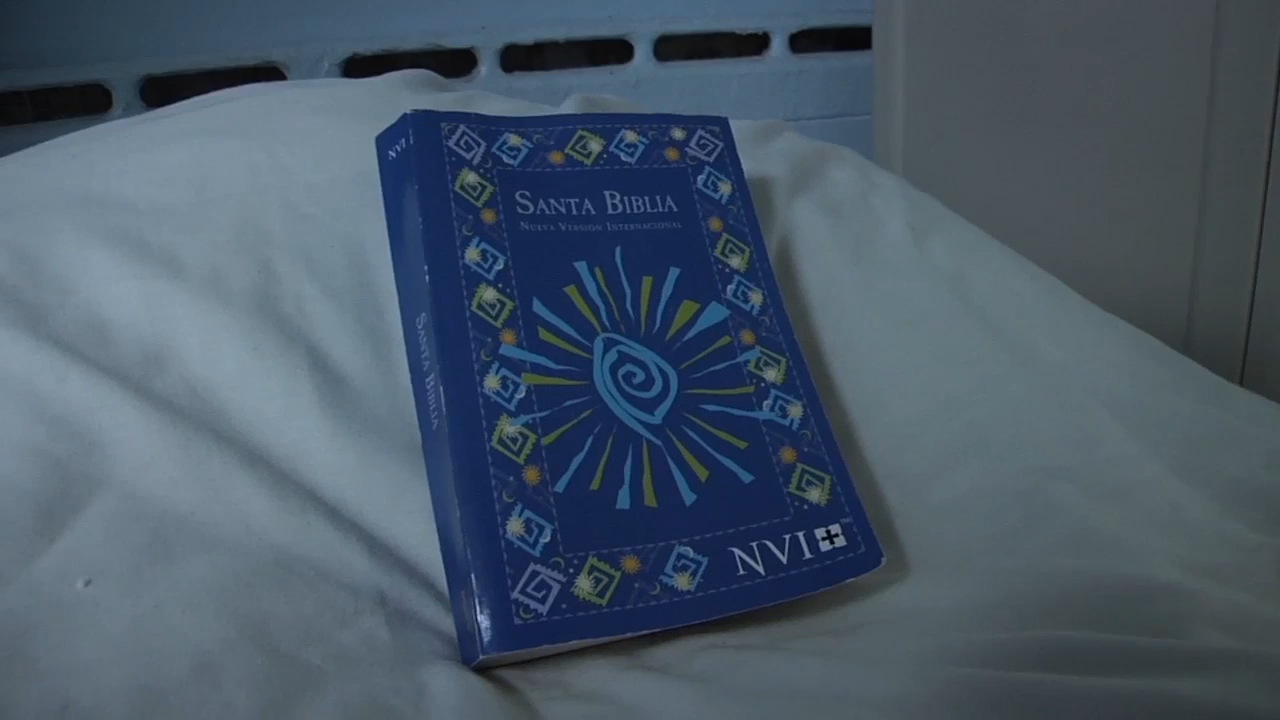 NVI
SANTA BIBLIA
SANTA BIBLIA
NUEVA VERSIÓN INTERNACIONAL
NVI